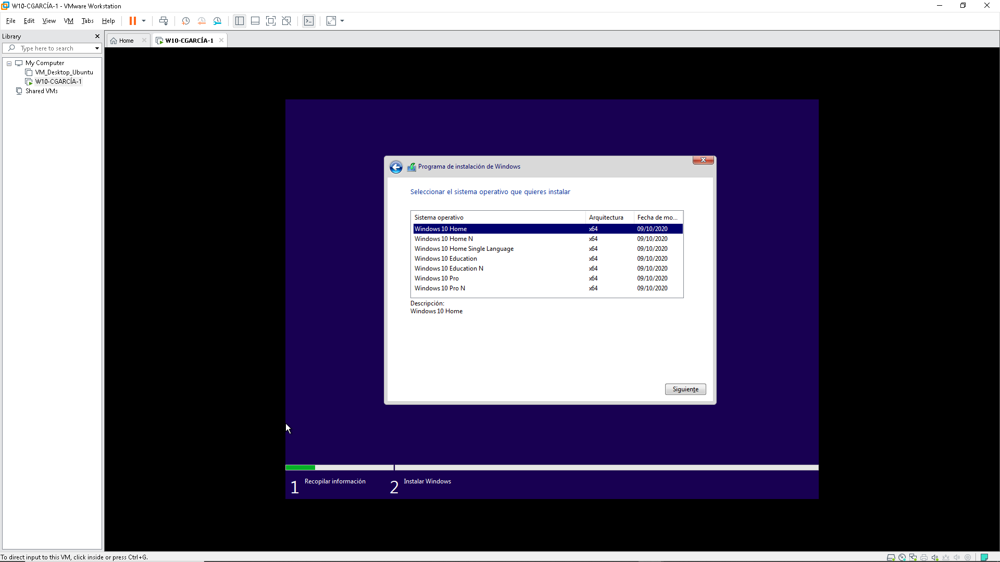 W10-CGARCÍA-1 - VMware Workstation
File Edit View VM Tabs Help
Library
Type here to search
My Computer
VM_Desktop_Ubuntu
W10-CGARCÍA-1
Shared VMs
Home
W10-CGARCÍA-1
Programa de instalación de Windows
Seleccionar el sistema operativo que quieres instalar
Sistema operativo Arquitectura Fecha de mo...
Windows 10 Home x64 09/10/2020
Windows 10 Home N x64 09/10/2020
Windows 10 Home Single Language x64 09/10/2020
Windows 10 Education x64 09/10/2020
Windows 10 Education N x64 09/10/2020
Windows 10 Pro x64 09/10/2020
Windows 10 Pro N x64 09/10/2020
Descripción:
Windows 10 Home
Siguiente
1 Recopilar información 2 Instalar Windows
To direct input to this VM, click inside or press Ctrl+G.